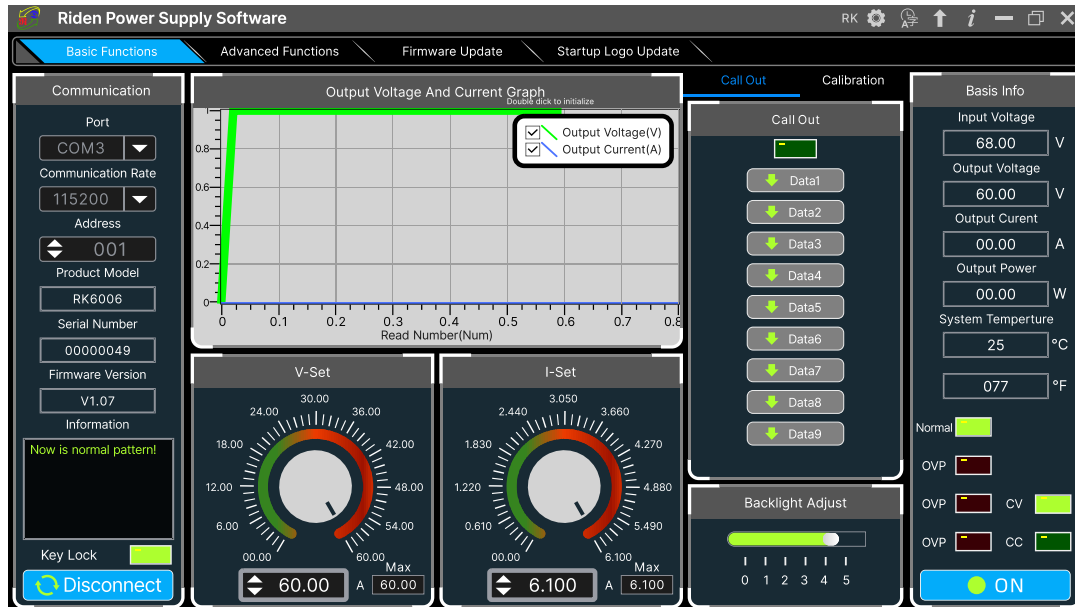 Riden Power Supply Software
RK
Basic Functions
Advanced Functions
Firmware Update
Startup Logo Update
Communication
Port
COM3
Communication Rate
115200
Address
001
Product Model
RK6006
Serial Number
00000049
Firmware Version
V1.07
Information
Now is normal pattern!
Key Lock
Disconnect
Output Voltage And Current Graph
Double dick to initialize
Output Voltage(V)
Output Current(A)
1
0.8
0.6
0.4
0.2
0
0 0.1 0.2 0.3 0.4 0.5 0.6 0.7 0.8
Read Number(Num)
V-Set
30.00
24.00 36.00
18.00 42.00
12.00 48.00
6.00 54.00
00.00 60.00
Max
60.00 A 60.00
I-Set
3.050
2.440 3.660
1.830 4.270
1.220 4.880
0.610 5.490
00.00 6.100
Max
6.100 A 6.100
Call Out
Calibration
Call Out
Data1
Data2
Data3
Data4
Data5
Data6
Data7
Data8
Data9
Backlight Adjust
0 1 2 3 4 5
Basis Info
Input Voltage
68.00 V
Output Voltage
60.00 V
Output Curent
00.00 A
Output Power
00.00 W
System Temperture
25 °C
077 °F
Normal
OVP
OVP CV
OVP CC
ON